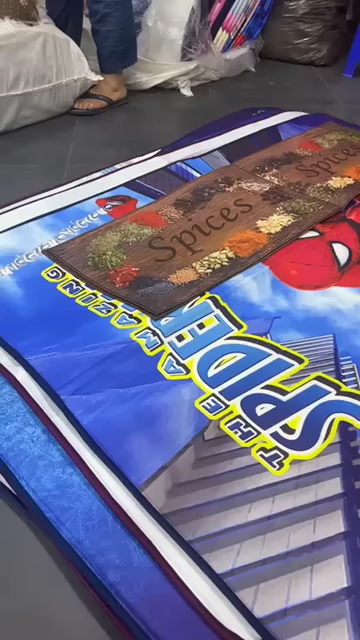 Spices
Spices
THE
AMAZING
SPIDER